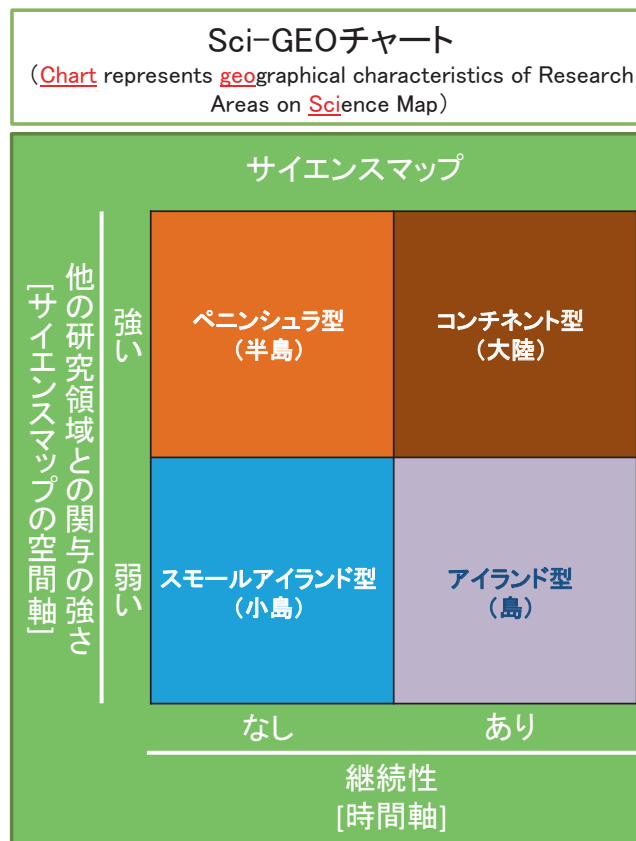 Sci-GEOチャート
（Chart represents geographical characteristics of Research
Areas on Science Map）
サイエンスマップ
他の研究領域との関与の強さ
[サイエンスマップの空間軸]
強い
ペニンシュラ型
（半島）
コンチネント型
（大陸）
弱い
スモールアイランド型
（小島）
アイランド型
（島）
なし
あり
継続性
[時間軸]